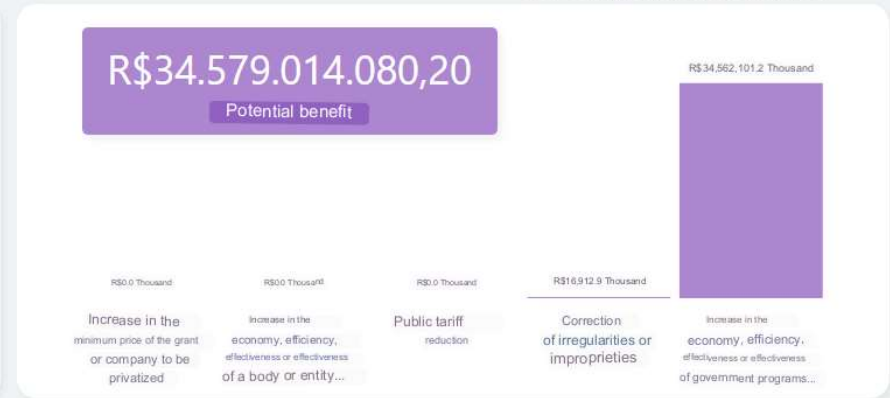 R$34.579.014.080,20
Potential benefit
R$34,562,101.2 Thousand
R$0.0 Thousand
R$0.0 Thousand
R$0.0 Thousand
R$16,912.9 Thousand
Increase in the
minimum price of the grant
or company to be
privatized
Increase in the
economy, efficiency,
effectiveness or effectiveness
of a body or entity...
Public tariff
reduction
Correction
of irregularities or
improprieties
Increase in the
economy, efficiency,
effectiveness or effectiveness
of government programs...